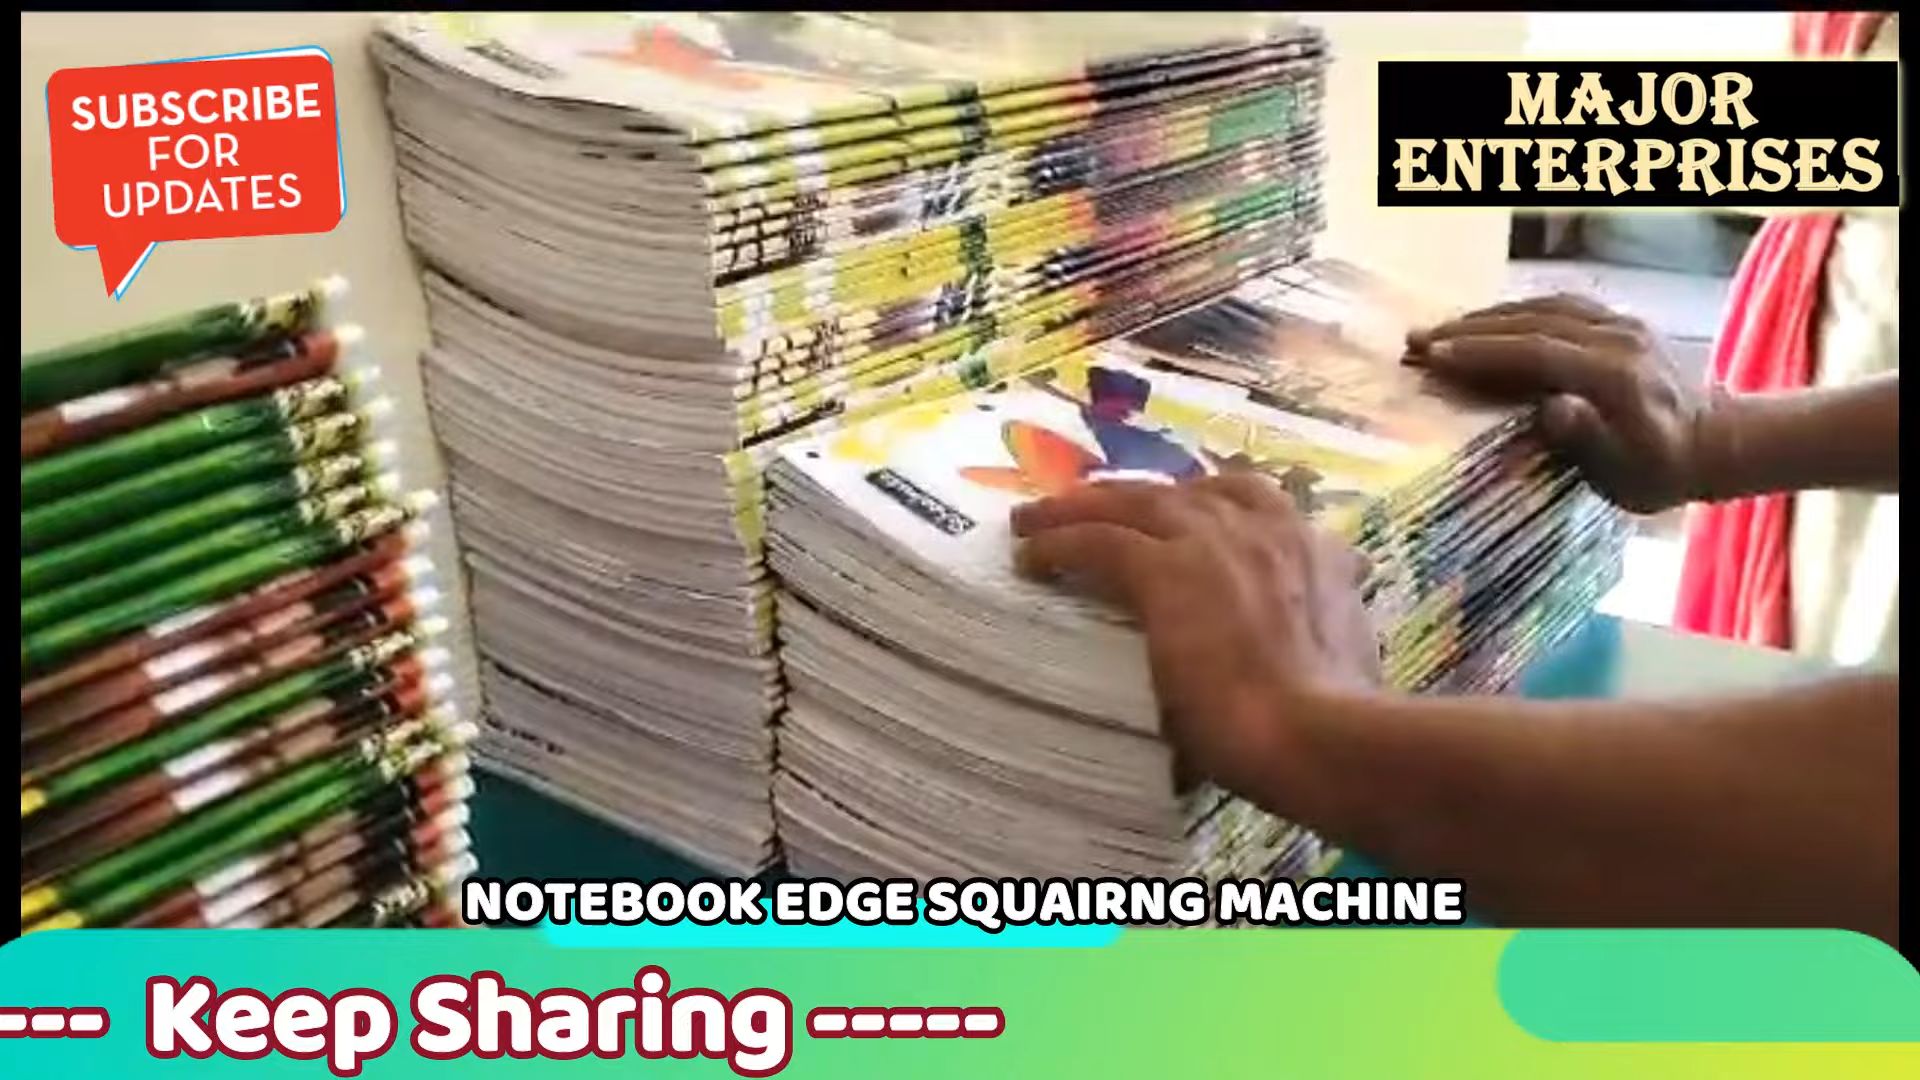 SUBSCRIBE
FOR
UPDATES
MAJOR
ENTERPRISES
NOTEBOOK EDGE SQUAIRNG MACHINE
--- Keep Sharing -----